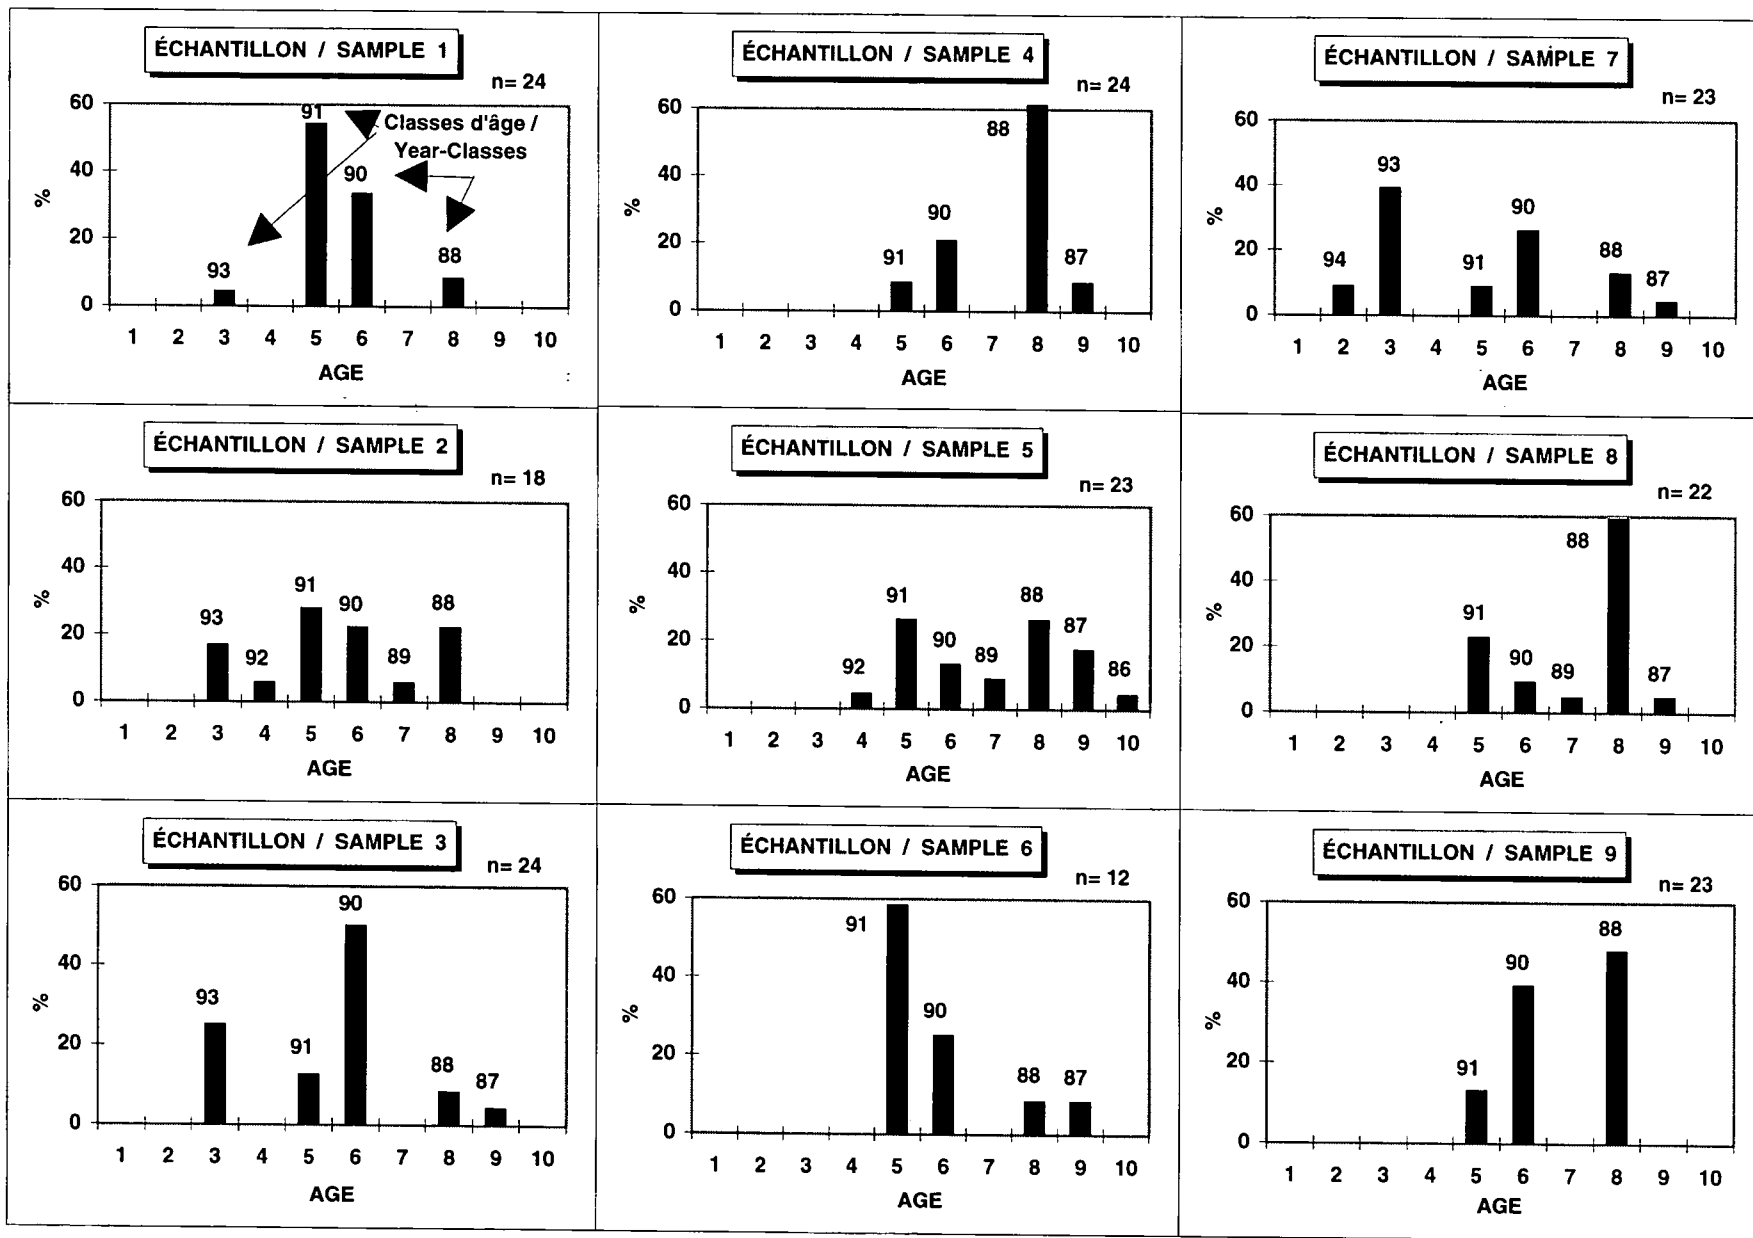 ÉCHANTILLON / SAMPLE 1
n= 24
60
40
20
0
%
91
Classes d'âge /
Year-Classes
90
93
88
1 2 3 4 5 6 7 8 9 10
AGE
ÉCHANTILLON / SAMPLE 4
n= 24
60
40
20
0
%
88
90
91
87
1 2 3 4 5 6 7 8 9 10
AGE
ÉCHANTILLON / SAMPLE 7
n= 23
60
40
20
0
%
94
93
91
90
88
87
1 2 3 4 5 6 7 8 9 10
AGE
ÉCHANTILLON / SAMPLE 2
n= 18
60
40
20
0
%
93
92
91
90
89
88
1 2 3 4 5 6 7 8 9 10
AGE
ÉCHANTILLON / SAMPLE 5
n= 23
60
40
20
0
%
92
91
90
89
88
87
86
1 2 3 4 5 6 7 8 9 10
AGE
ÉCHANTILLON / SAMPLE 8
n= 22
60
40
20
0
%
91
90
89
88
87
1 2 3 4 5 6 7 8 9 10
AGE
ÉCHANTILLON / SAMPLE 3
n= 24
60
40
20
0
%
93
91
90
88
87
1 2 3 4 5 6 7 8 9 10
AGE
ÉCHANTILLON / SAMPLE 6
n= 12
60
40
20
0
%
91
90
88
87
1 2 3 4 5 6 7 8 9 10
AGE
ÉCHANTILLON / SAMPLE 9
n= 23
60
40
20
0
%
91
90
88
1 2 3 4 5 6 7 8 9 10
AGE